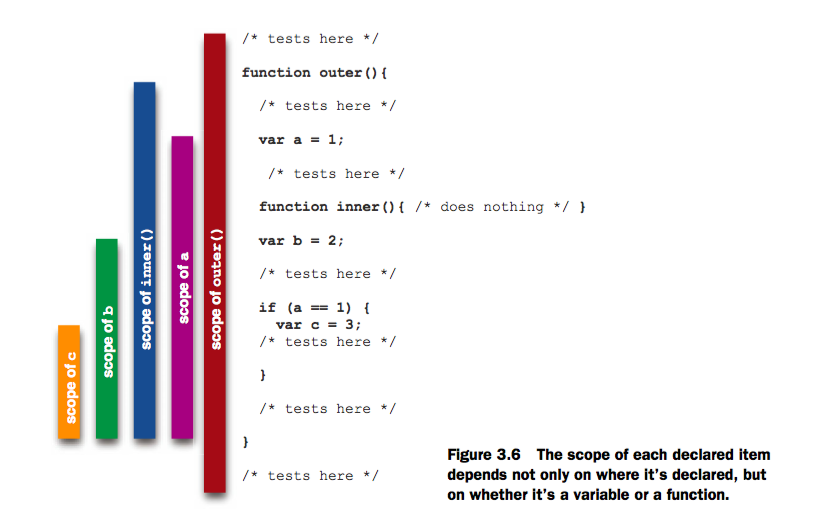 /* tests here */
function outer(){
/* tests here */
var a = 1;
/* tests here */
function inner(){ /* does nothing */ }
var b = 2;
/* tests here */
if (a == 1) {
var c = 3;
/* tests here */
}
/* tests here */
}
/* tests here */
scope of c
scope of b
scope of inner()
scope of a
scope of outer()
Figure 3.6 The scope of each declared item
depends not only on where it's declared, but
on whether it's a variable or a function.